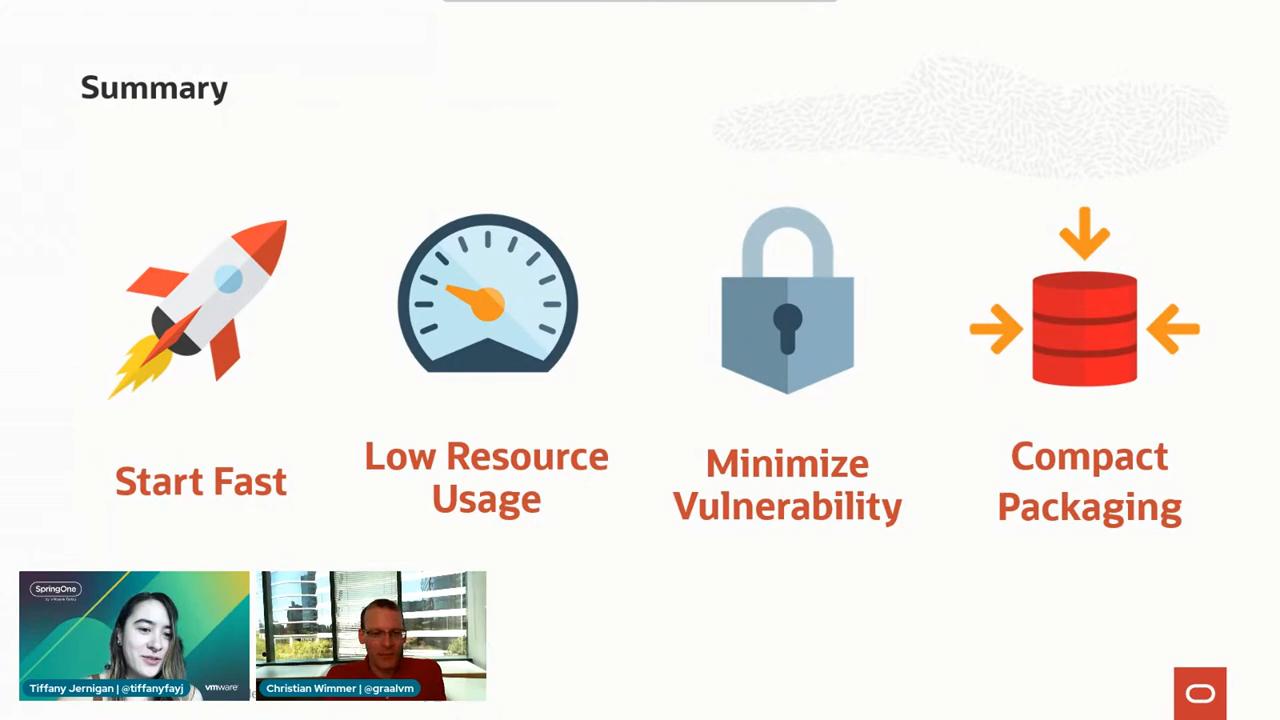 Summary
Start Fast
Low Resource
Usage
Minimize
Vulnerability
Compact
Packaging
SpringOne
Tiffany Jernigan | @tiffanyfayj
vmware
Christian Wimmer | @graalvm